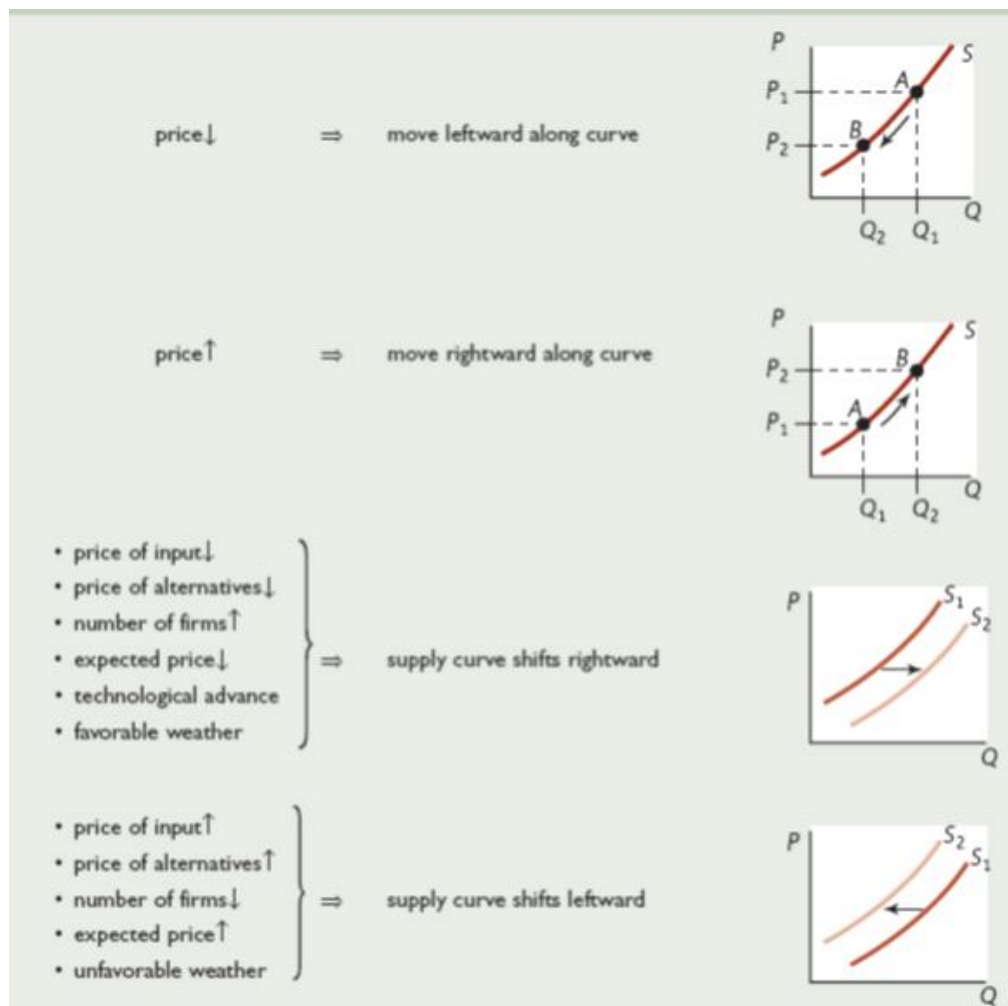 P
S
A
P₁
price↓ ⇒ move leftward along curve
B
P₂
Q
Q₂ Q₁
P
S
price↑ ⇒ move rightward along curve
B
P₂
A
P₁
Q
Q₁ Q₂
• price of input↓
• price of alternatives↓
• number of firms↑
• expected price↓
• technological advance
• favorable weather
⇒ supply curve shifts rightward
P
S₁
S₂
Q
• price of input↑
• price of alternatives↑
• number of firms↓
• expected price↑
• unfavorable weather
⇒ supply curve shifts leftward
P
S₂
S₁
Q